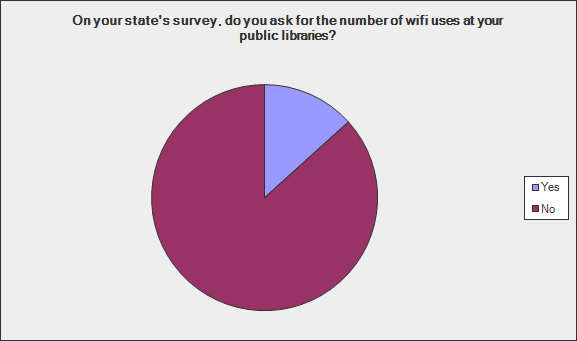 On your state's survey, do you ask for the number of wifi uses at your
public libraries?
Yes
No